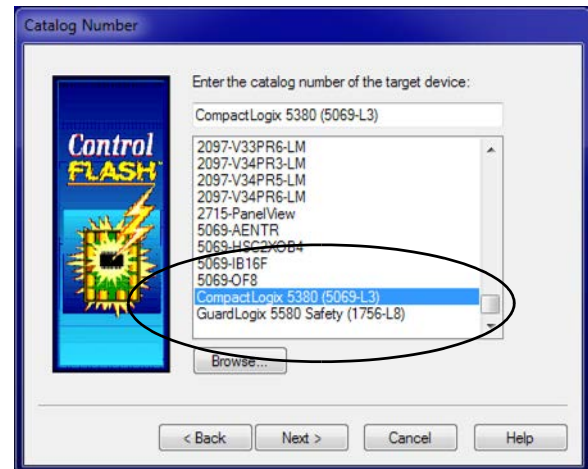 Catalog Number
Enter the catalog number of the target device:
CompactLogix 5380 (5069-L3)
Control
FLASH
2097-V33PR6-LM
2097-V34PR3-LM
2097-V34PR5-LM
2097-V34PR6-LM
2715-PanelView
5069-AENTR
5069-HSC2XOB4
5069-IB16F
5069-OF8
CompactLogix 5380 (5069-L3)
GuardLogix 5580 Safety (1756-L8)
Browse...
< Back
Next >
Cancel
Help